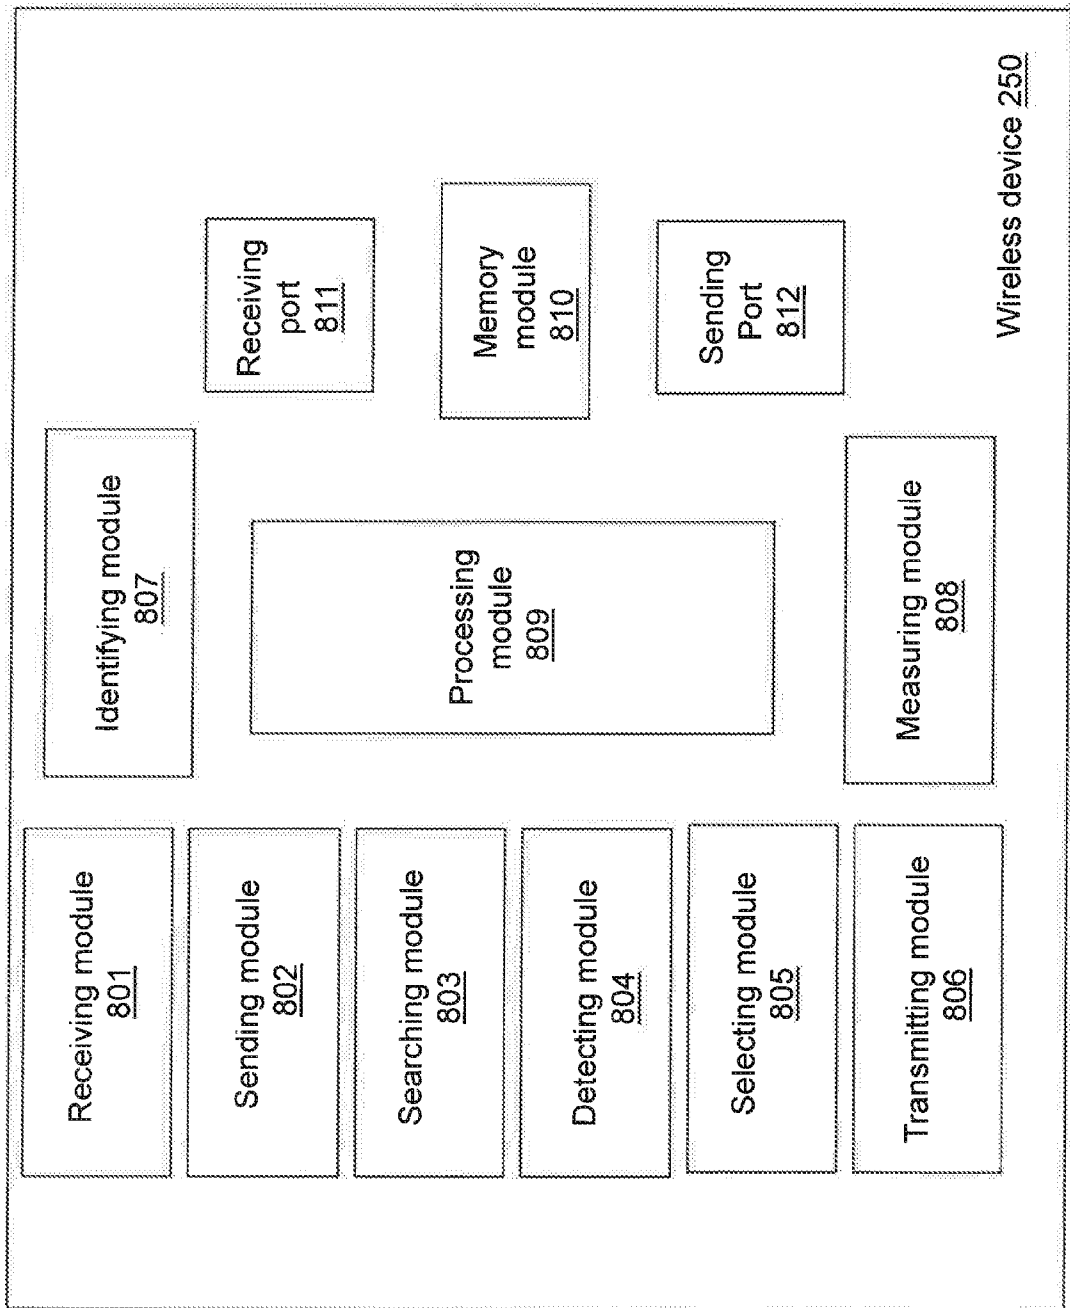 Receiving module
801
Sending module
802
Searching module
803
Detecting module
804
Selecting module
805
Transmitting module
806
Identifying module
807
Processing
module
809
Measuring module
808
Receiving
port
811
Memory
module
810
Sending
Port
812
Wireless device 250